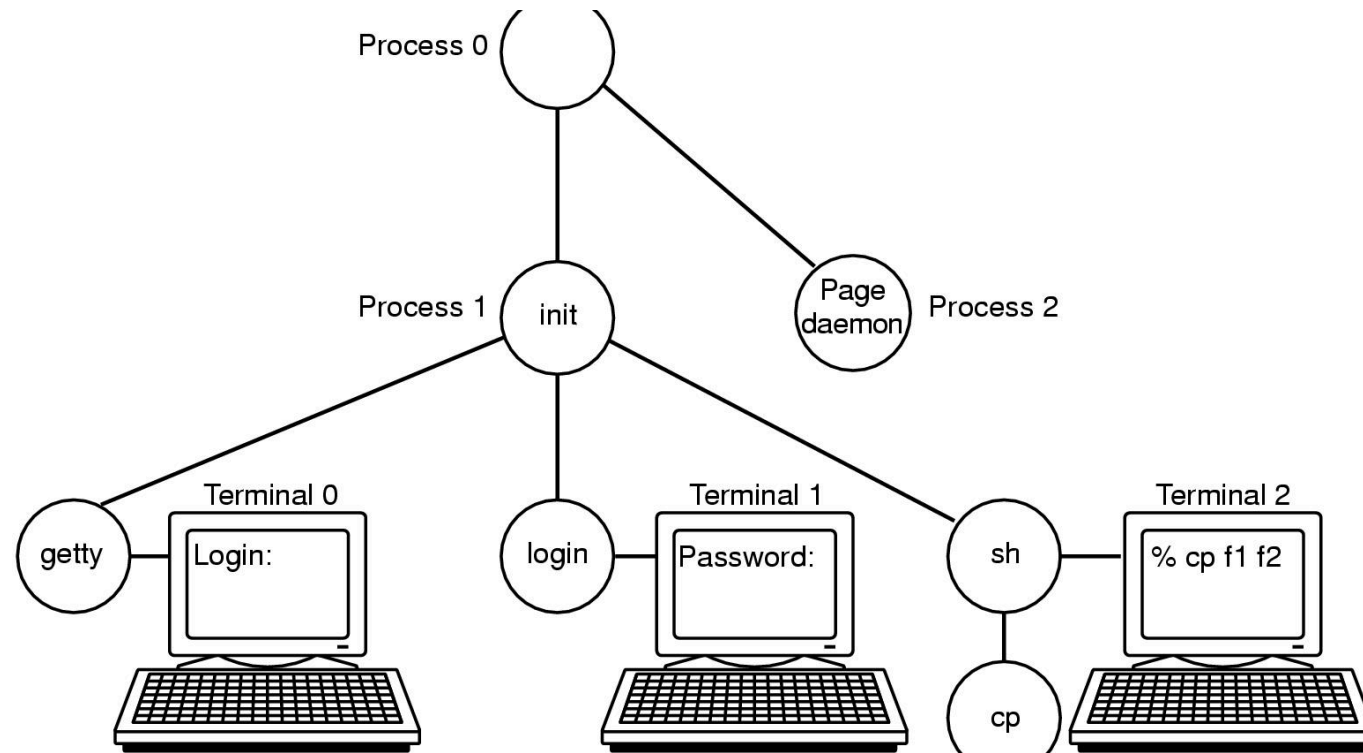 Process 0
Process 1
init
Page
daemon
Process 2
Terminal 0
Terminal 1
Terminal 2
getty
Login:
login
Password:
sh
% cp f1 f2
cp